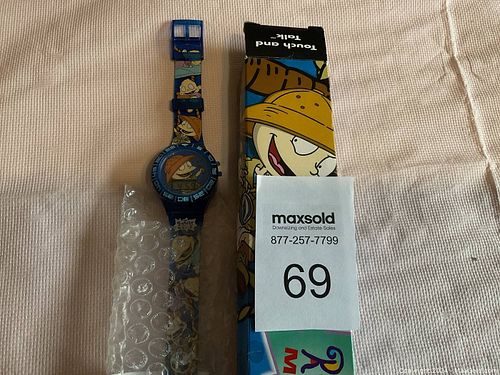 Touch and
Talk™
maxsold
Downsizing and Estate Sales
877-257-7799
69